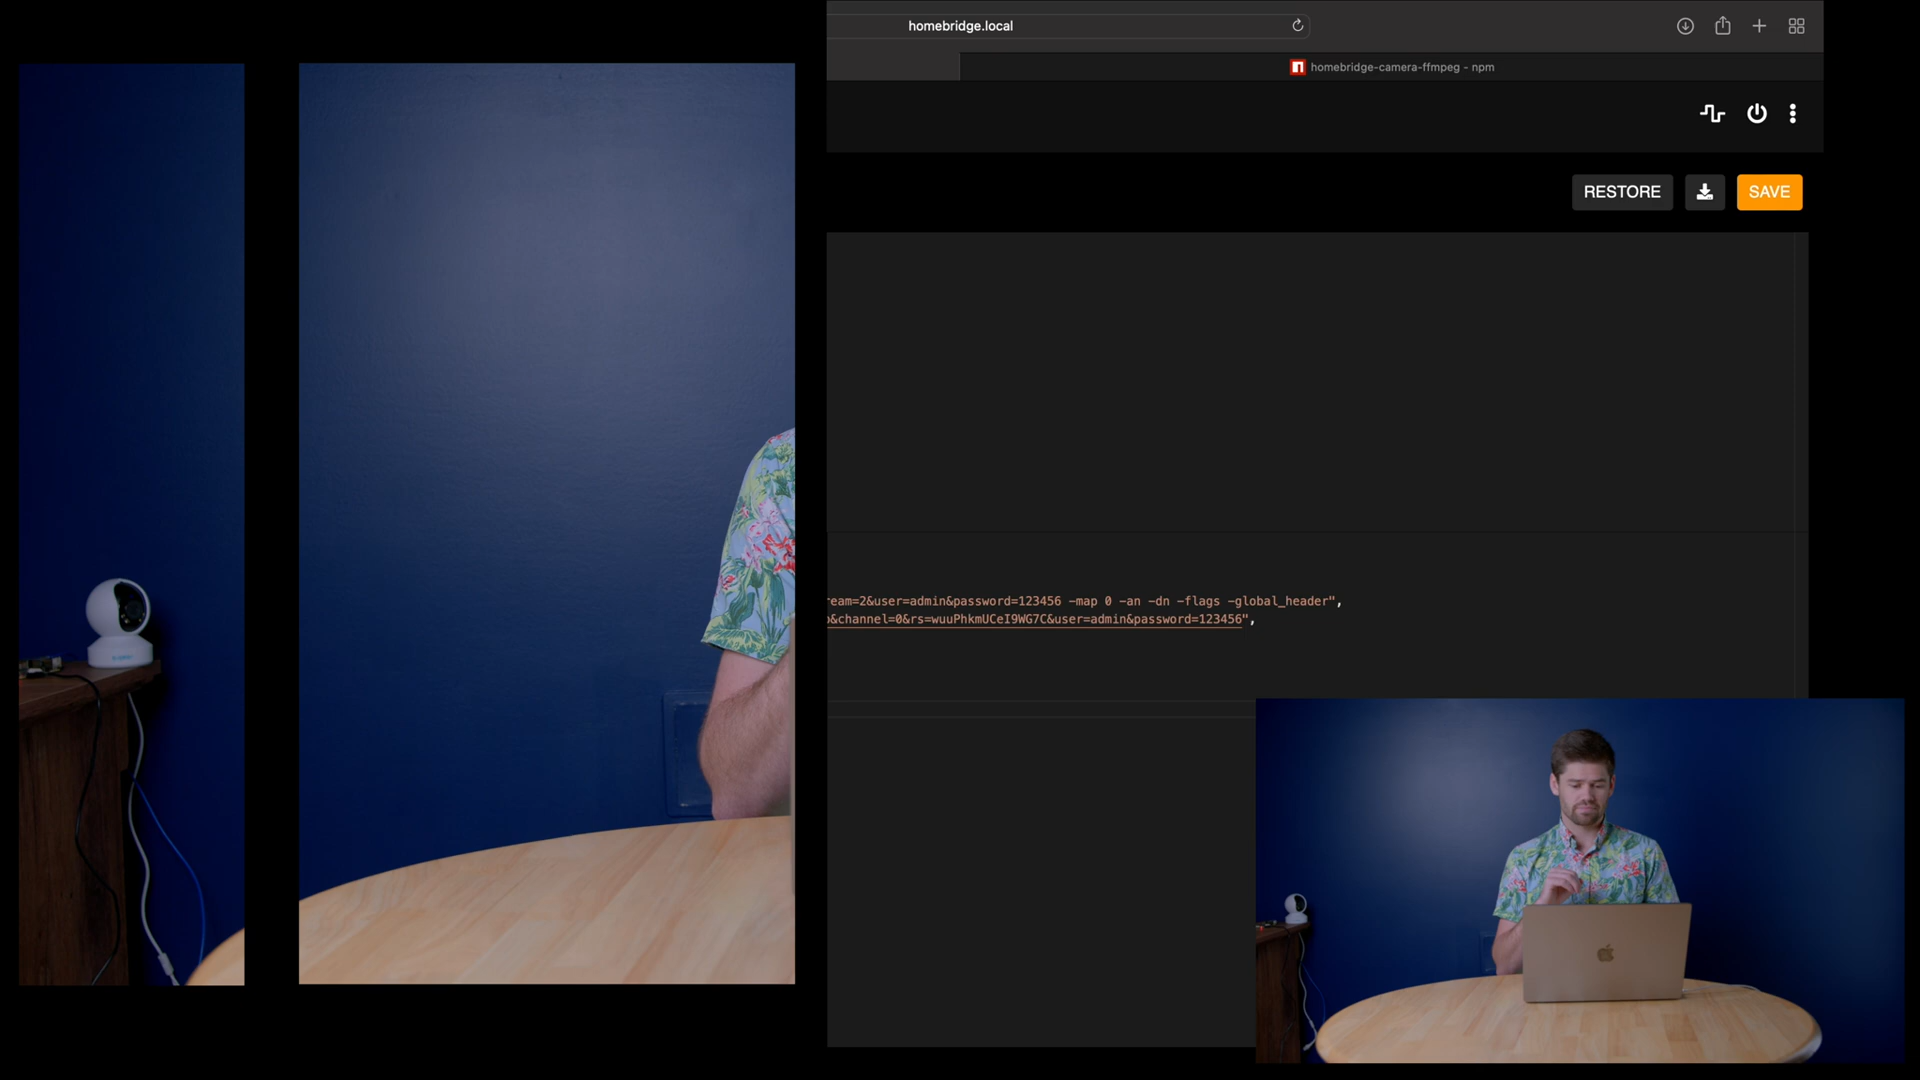 homebridge.local
homebridge-camera-ffmpeg - npm
RESTORE
SAVE
ream=2&user=admin&password=123456 -map 0 -an -dn -flags -global_header",
&channel=0&rs=wuuPhkmUCeI9WG7C&user=admin&password=123456",